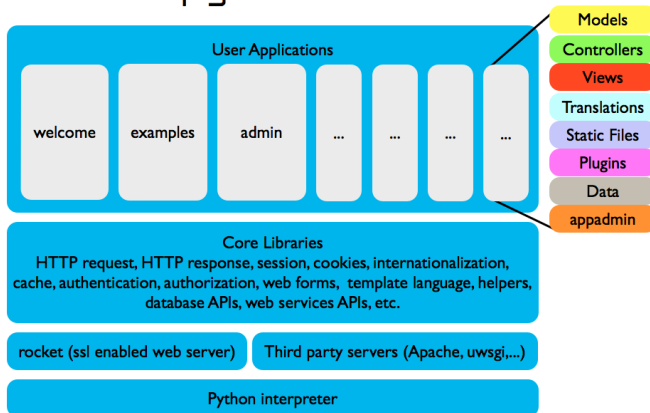 User Applications
welcome
examples
admin
...
...
...
...
Models
Controllers
Views
Translations
Static Files
Plugins
Data
appadmin
Core Libraries
HTTP request, HTTP response, session, cookies, internationalization,
cache, authentication, authorization, web forms, template language, helpers,
database APIs, web services APIs, etc.
rocket (ssl enabled web server)
Third party servers (Apache, uwsgi,...)
Python interpreter